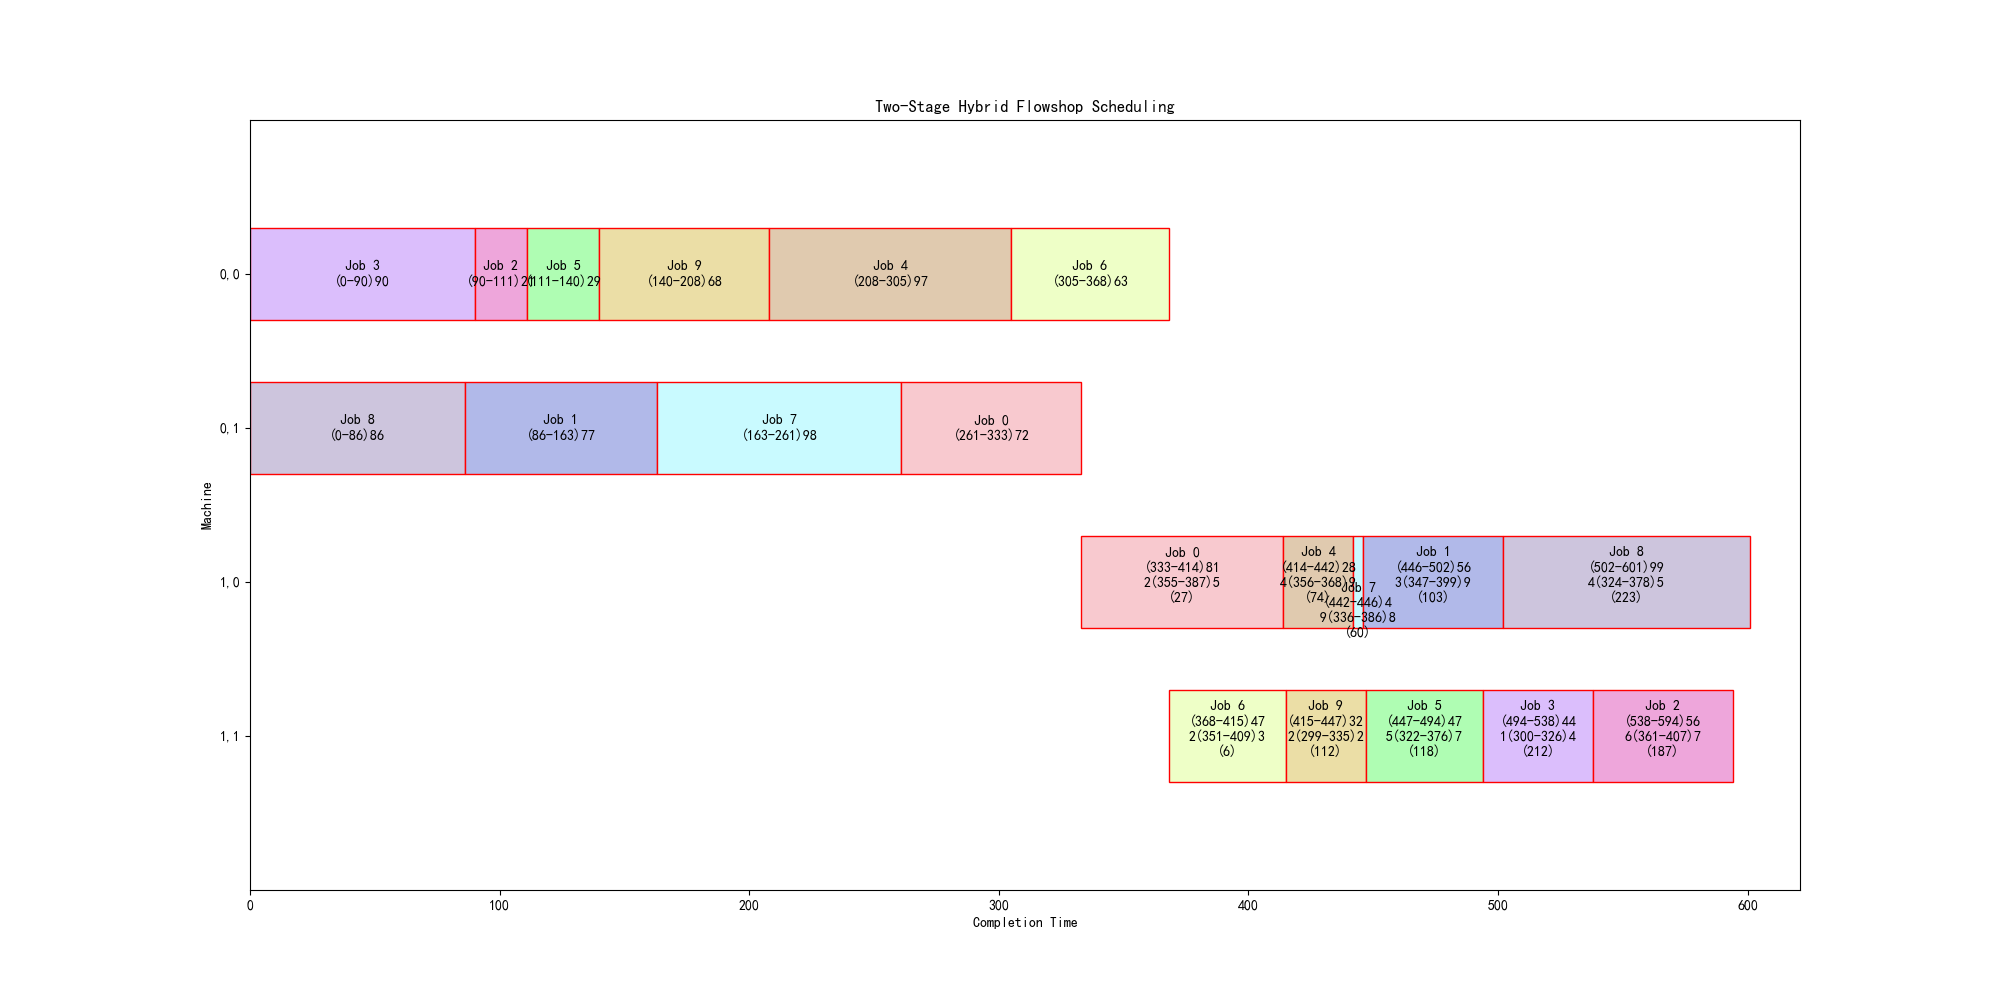 Two-Stage Hybrid Flowshop Scheduling
Machine
0,0
Job 3
(0-90)90
Job 2
(90-111)21
Job 5
(111-140)29
Job 9
(140-208)68
Job 4
(208-305)97
Job 6
(305-368)63
0,1
Job 8
(0-86)86
Job 1
(86-163)77
Job 7
(163-261)98
Job 0
(261-333)72
1,0
Job 0
(333-414)81
2(355-387)5
(27)
Job 4
(414-442)28
4(356-368)9
(74)
Job 7
(442-446)4
9(336-386)8
(60)
Job 1
(446-502)56
3(347-399)9
(103)
Job 8
(502-601)99
4(324-378)5
(223)
1,1
Job 6
(368-415)47
2(351-409)3
(6)
Job 9
(415-447)32
2(299-335)2
(112)
Job 5
(447-494)47
5(322-376)7
(118)
Job 3
(494-538)44
1(300-326)4
(212)
Job 2
(538-594)56
6(361-407)7
(187)
0
100
200
300
400
500
600
Completion Time